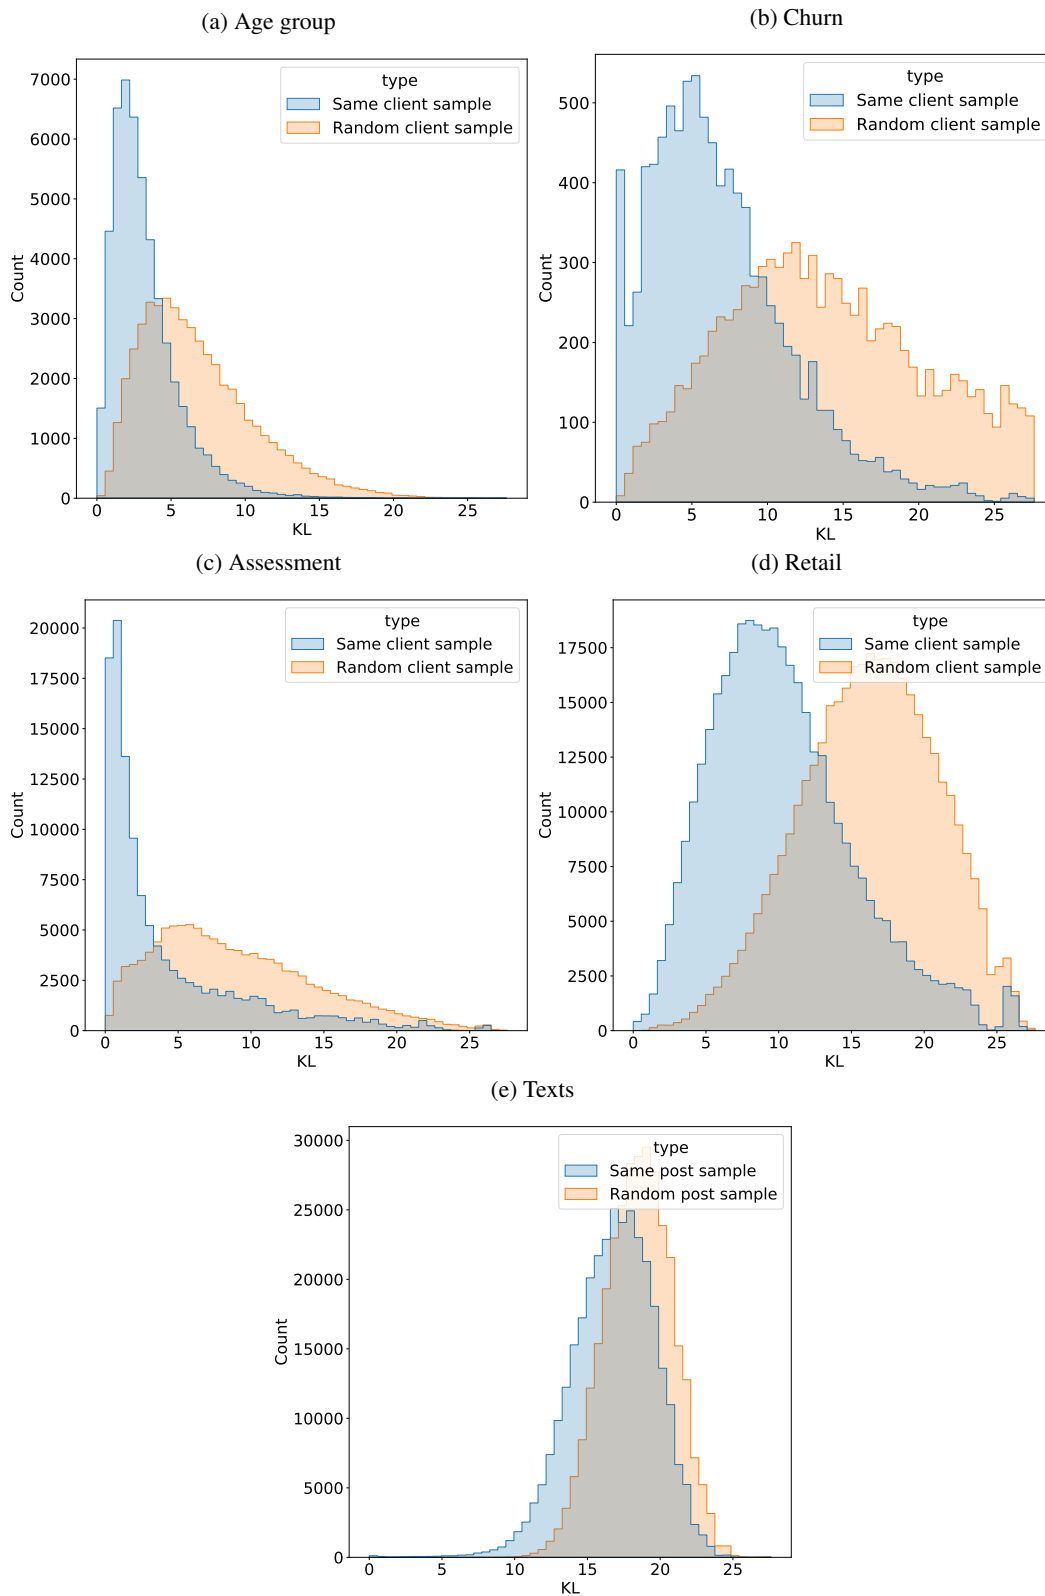 (a) Age group
(b) Churn
type
Same client sample
Random client sample
7000
6000
5000
4000
3000
2000
1000
0
Count
0 5 10 15 20 25
KL
type
Same client sample
Random client sample
500
400
300
200
100
0
Count
0 5 10 15 20 25
KL
(c) Assessment
(d) Retail
type
Same client sample
Random client sample
20000
17500
15000
12500
10000
7500
5000
2500
0
Count
0 5 10 15 20 25
KL
type
Same client sample
Random client sample
17500
15000
12500
10000
7500
5000
2500
0
Count
0 5 10 15 20 25
KL
(e) Texts
type
Same post sample
Random post sample
30000
25000
20000
15000
10000
5000
0
Count
0 5 10 15 20 25
KL